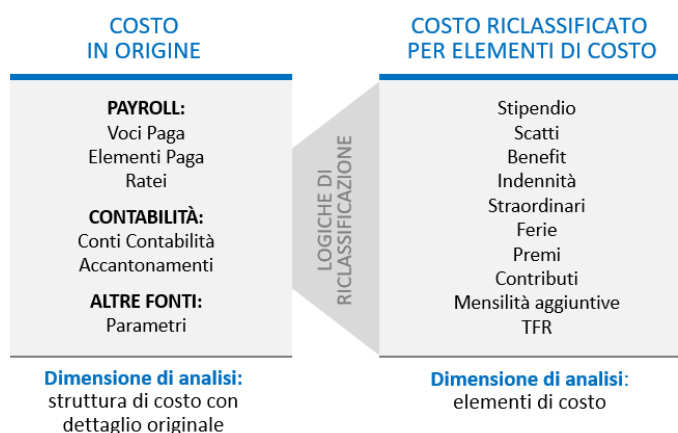 COSTO
IN ORIGINE
PAYROLL:
Voci Paga
Elementi Paga
Ratei
CONTABILITÀ:
Conti Contabilità
Accantonamenti
ALTRE FONTI:
Parametri
Dimensione di analisi:
struttura di costo con
dettaglio originale
LOGICHE DI
RICLASSIFICAZIONE
COSTO RICLASSIFICATO
PER ELEMENTI DI COSTO
Stipendio
Scatti
Benefit
Indennità
Straordinari
Ferie
Premi
Contributi
Mensilità aggiuntive
TFR
Dimensione di analisi:
elementi di costo